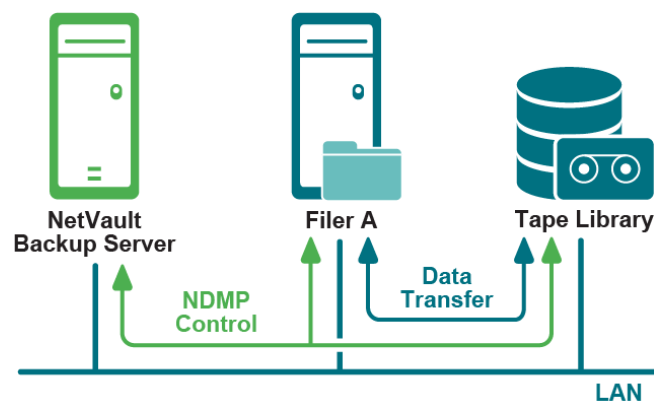 NetVault
Backup Server
Filer A
Tape Library
NDMP
Control
Data
Transfer
LAN